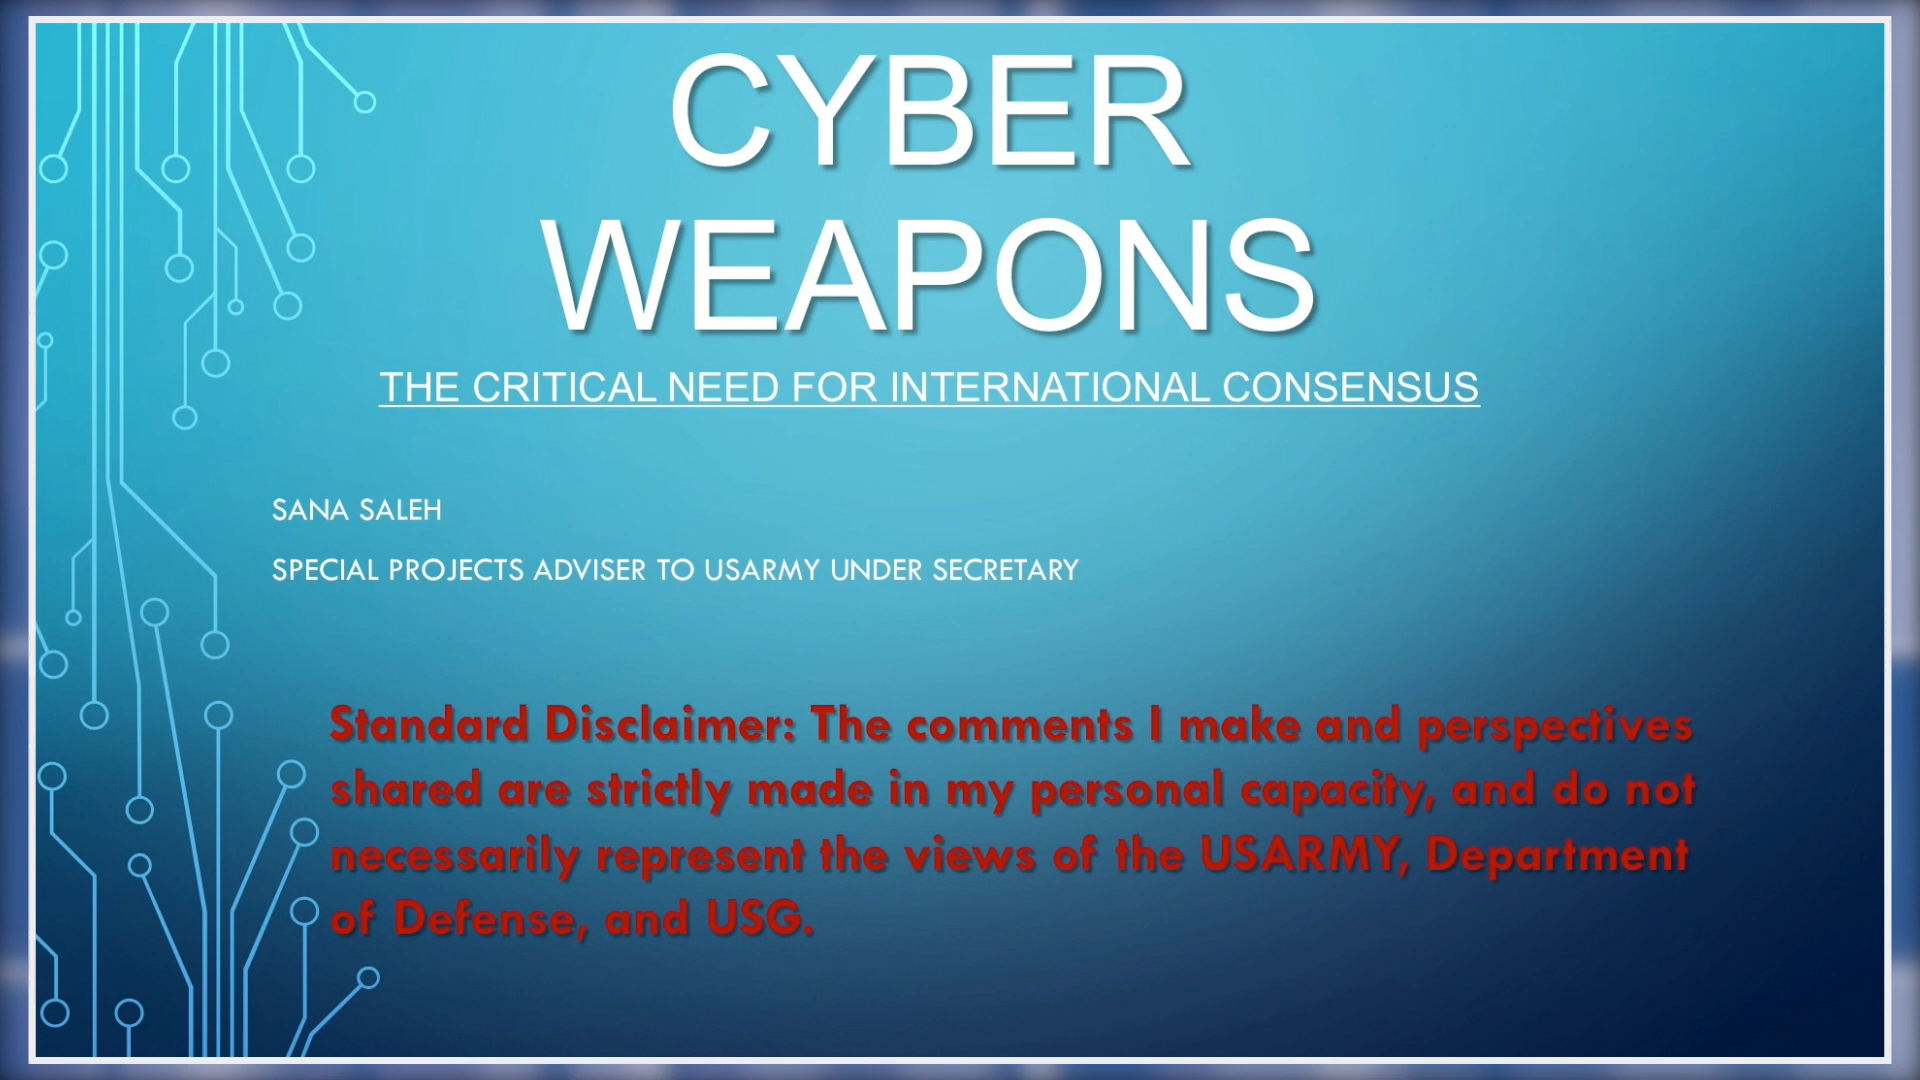 CYBER
WEAPONS
THE CRITICAL NEED FOR INTERNATIONAL CONSENSUS
SANA SALEH
SPECIAL PROJECTS ADVISER TO USARMY UNDER SECRETARY
Standard Disclaimer: The comments I make and perspectives
shared are strictly made in my personal capacity, and do not
necessarily represent the views of the USARMY, Department
of Defense, and USG.